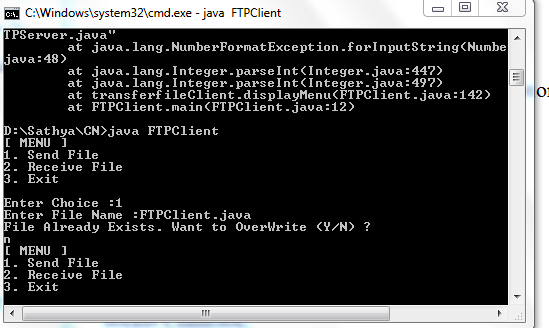 C:\Windows\system32\cmd.exe - java FTPClient
TPServer.java"
at java.lang.NumberFormatException.forInputString(Numbe
java:48)
at java.lang.Integer.parseInt(Integer.java:447)
at java.lang.Integer.parseInt(Integer.java:497)
at transferfileClient.displayMenu(FTPClient.java:142)
at FTPClient.main(FTPClient.java:12)
D:\Sathya\CN>java FTPClient
[ MENU ]
1. Send File
2. Receive File
3. Exit
Enter Choice :1
Enter File Name :FTPClient.java
File Already Exists. Want to OverWrite (Y/N) ?
n
[ MENU ]
1. Send File
2. Receive File
3. Exit